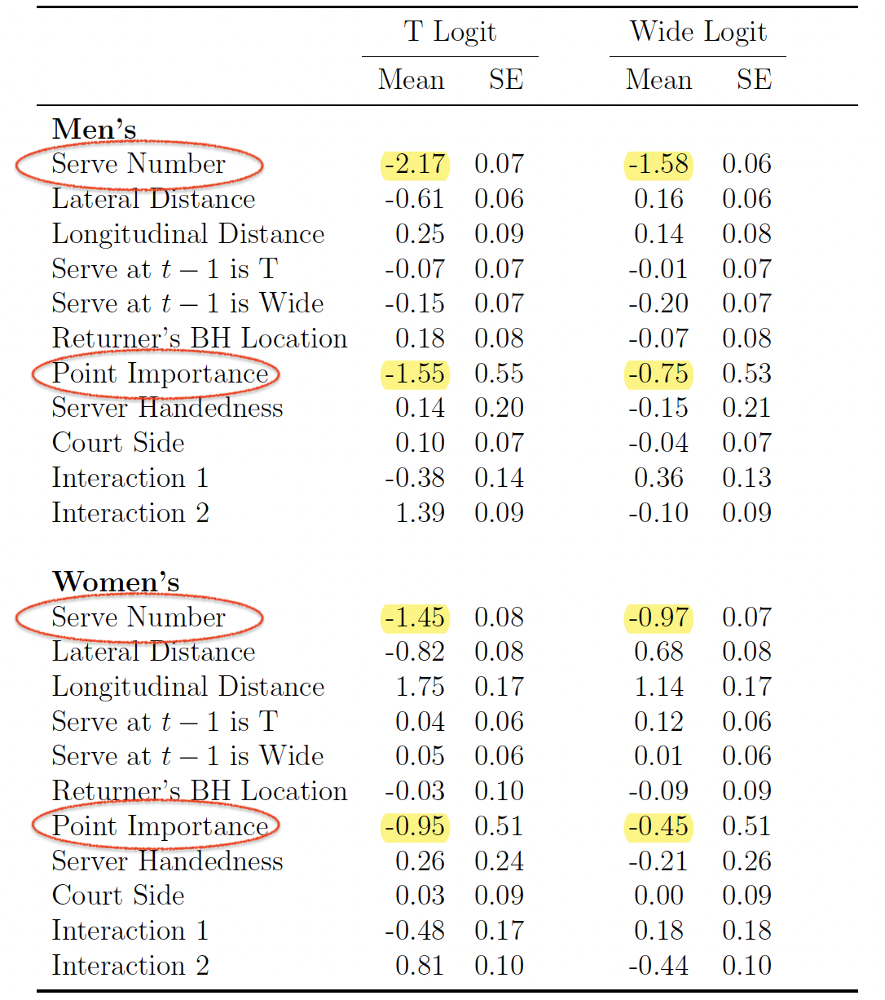 T Logit Wide Logit
Mean SE Mean SE
Men's
Serve Number -2.17 0.07 -1.58 0.06
Lateral Distance -0.61 0.06 0.16 0.06
Longitudinal Distance 0.25 0.09 0.14 0.08
Serve at t − 1 is T -0.07 0.07 -0.01 0.07
Serve at t − 1 is Wide -0.15 0.07 -0.20 0.07
Returner's BH Location 0.18 0.08 -0.07 0.08
Point Importance -1.55 0.55 -0.75 0.53
Server Handedness 0.14 0.20 -0.15 0.21
Court Side 0.10 0.07 -0.04 0.07
Interaction 1 -0.38 0.14 0.36 0.13
Interaction 2 1.39 0.09 -0.10 0.09
Women's
Serve Number -1.45 0.08 -0.97 0.07
Lateral Distance -0.82 0.08 0.68 0.08
Longitudinal Distance 1.75 0.17 1.14 0.17
Serve at t − 1 is T 0.04 0.06 0.12 0.06
Serve at t − 1 is Wide 0.05 0.06 0.01 0.06
Returner's BH Location -0.03 0.10 -0.09 0.09
Point Importance -0.95 0.51 -0.45 0.51
Server Handedness 0.26 0.24 -0.21 0.26
Court Side 0.03 0.09 0.00 0.09
Interaction 1 -0.48 0.17 0.18 0.18
Interaction 2 0.81 0.10 -0.44 0.10